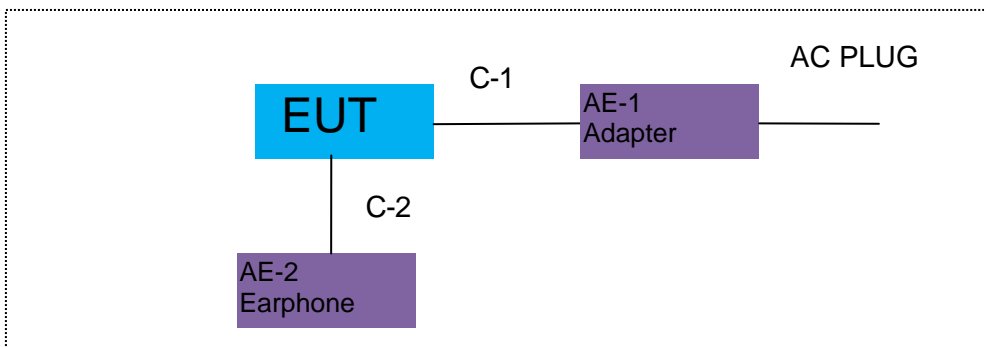 AC PLUG
C-1
EUT
AE-1
Adapter
C-2
AE-2
Earphone